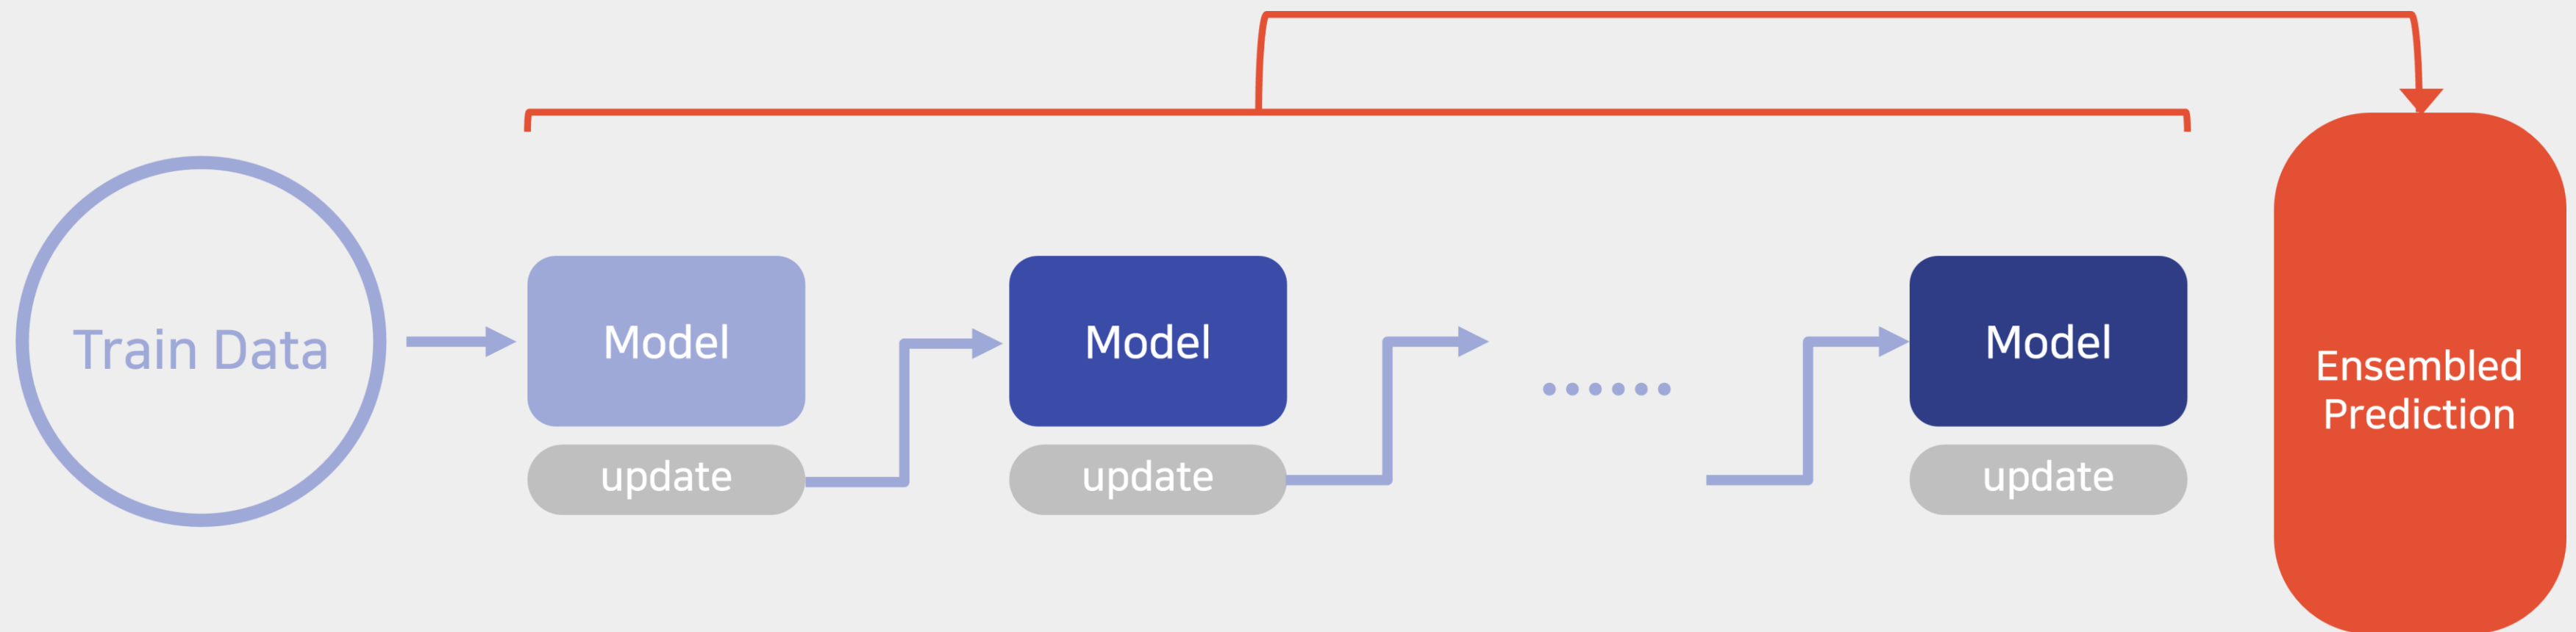 Train Data
Model
update
Model
update
Model
update
Ensembled
Prediction